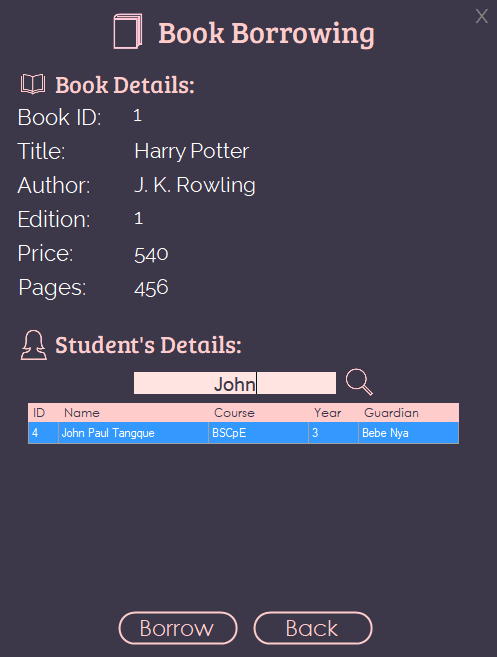 X
Book Borrowing
Book Details:
Book ID: 1
Title: Harry Potter
Author: J. K. Rowling
Edition: 1
Price: 540
Pages: 456
Student's Details:
John
ID Name Course Year Guardian
4 John Paul Tangque BSCpE 3 Bebe Nya
Borrow Back